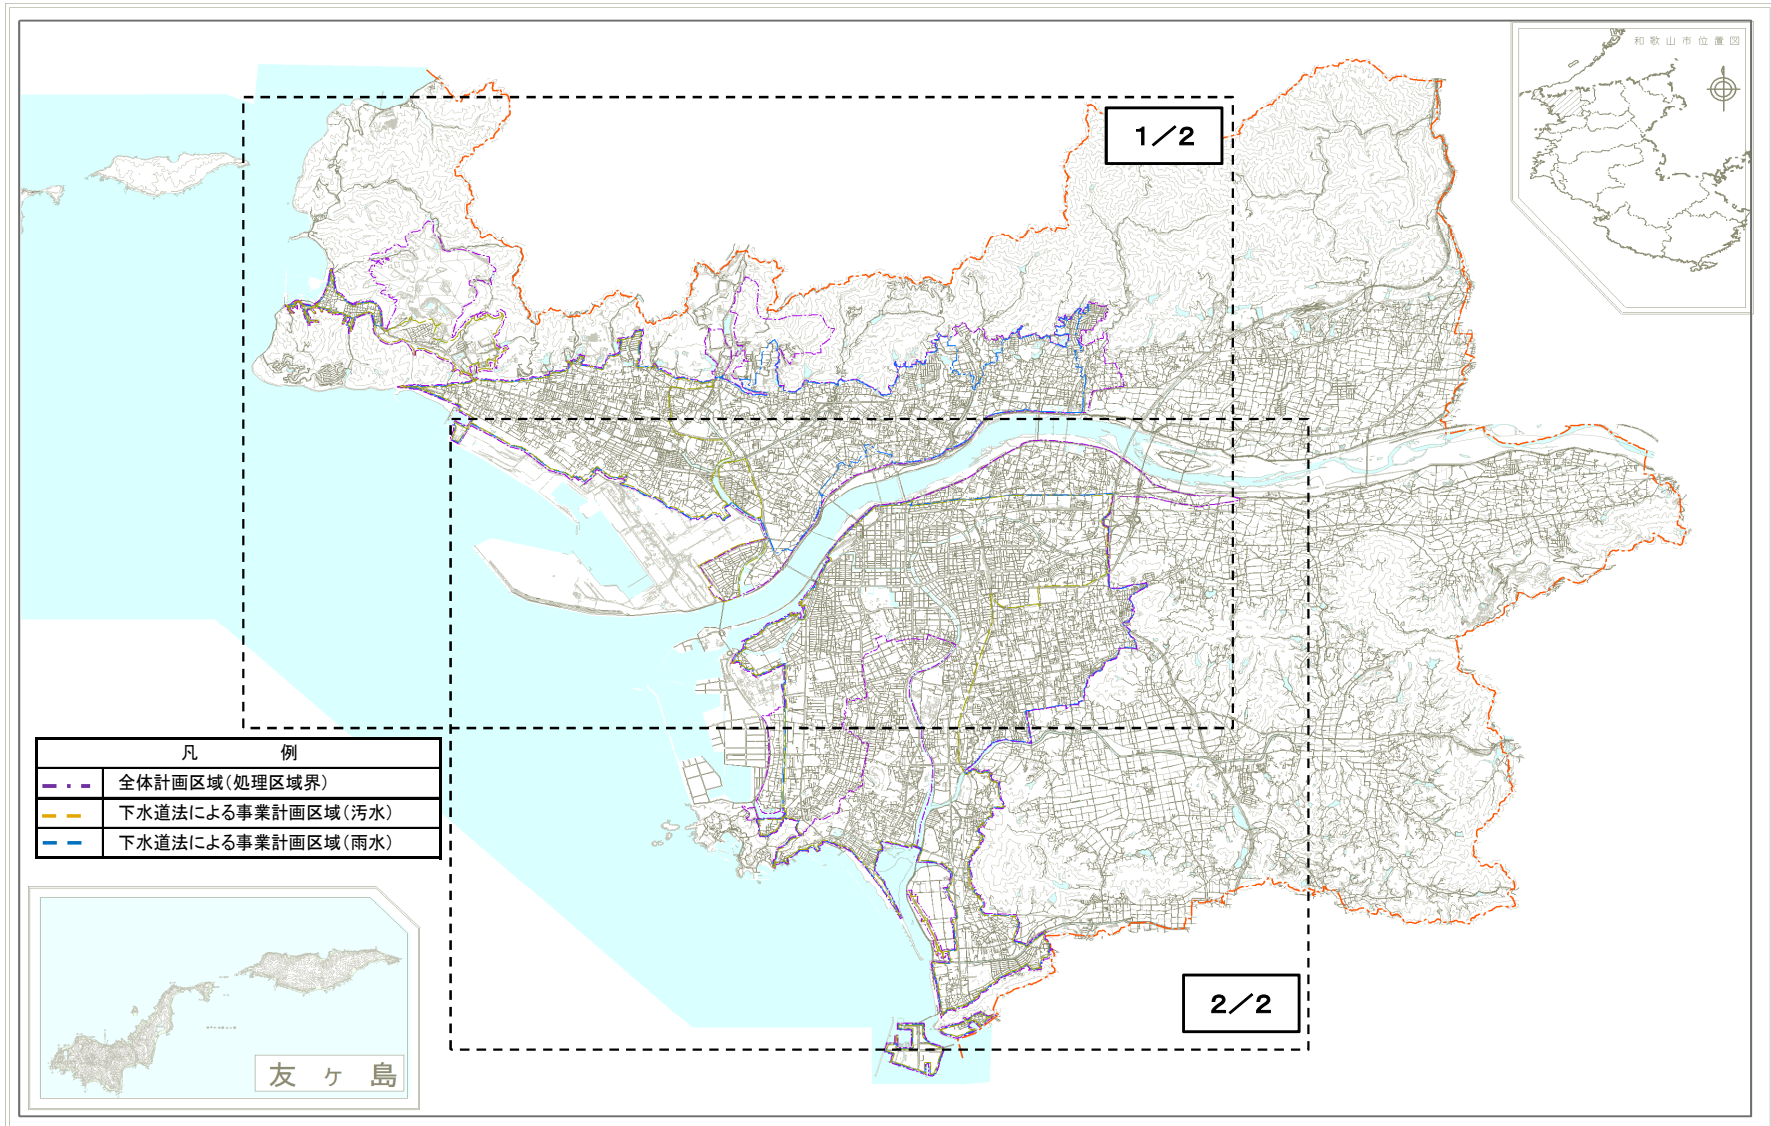 和歌山市位置図
1／2
凡 例
全体計画区域（処理区域界）
下水道法による事業計画区域（汚水）
下水道法による事業計画区域（雨水）
2／2
友ヶ島